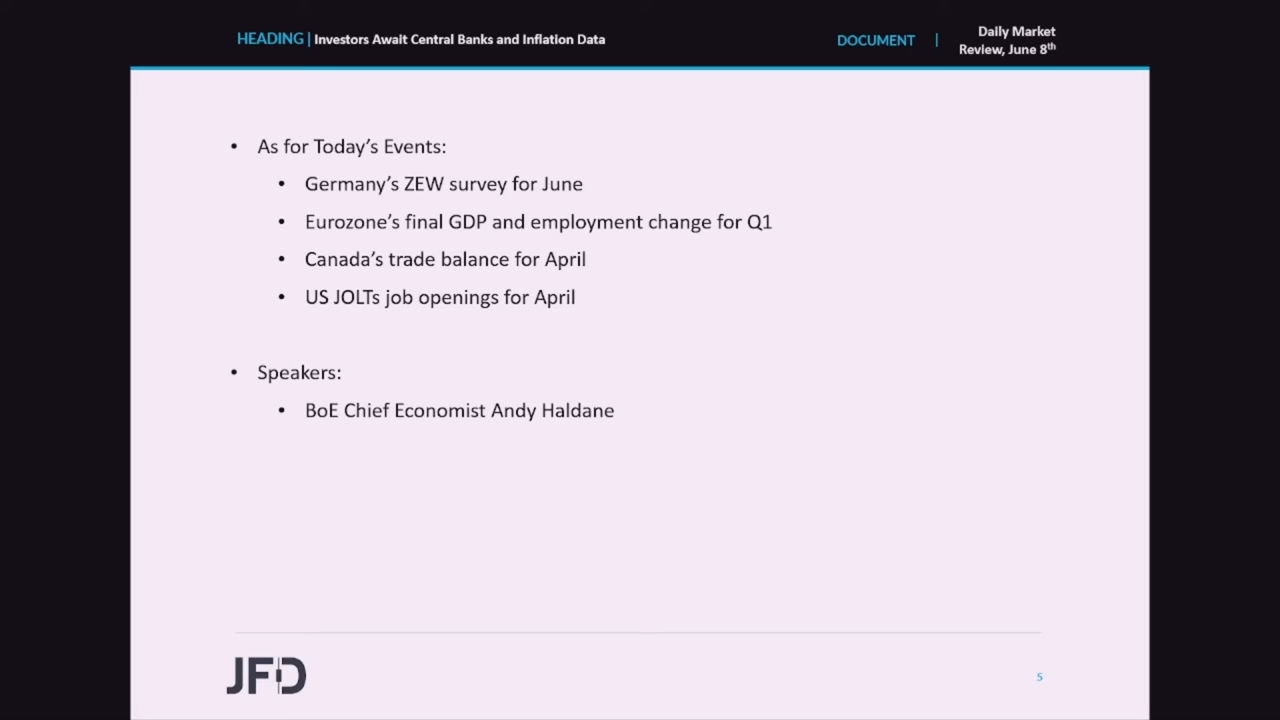 HEADING | Investors Await Central Banks and Inflation Data
DOCUMENT |
Daily Market
Review, June 8th
• As for Today’s Events:
• Germany’s ZEW survey for June
• Eurozone’s final GDP and employment change for Q1
• Canada’s trade balance for April
• US JOLTs job openings for April
• Speakers:
• BoE Chief Economist Andy Haldane
JFD
5